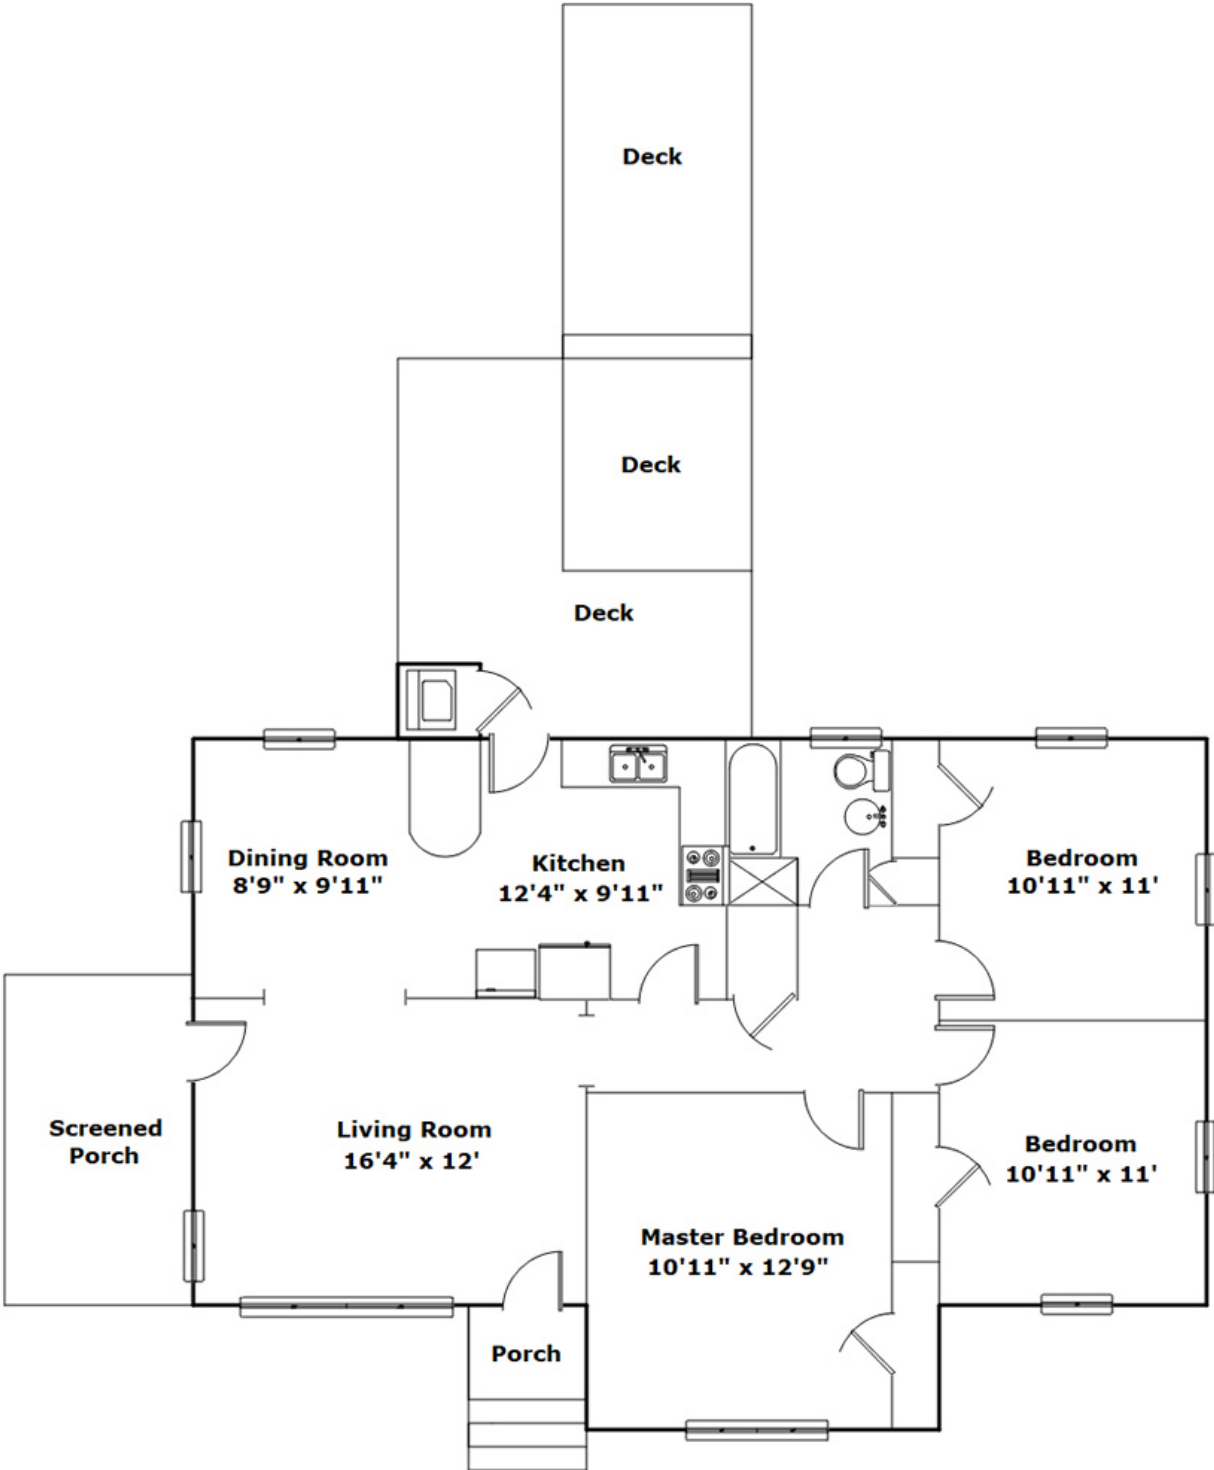 Deck
Deck
Deck
Dining Room
8'9" x 9'11"
Kitchen
12'4" x 9'11"
Bedroom
10'11" x 11'
Screened
Porch
Living Room
16'4" x 12'
Bedroom
10'11" x 11'
Master Bedroom
10'11" x 12'9"
Porch